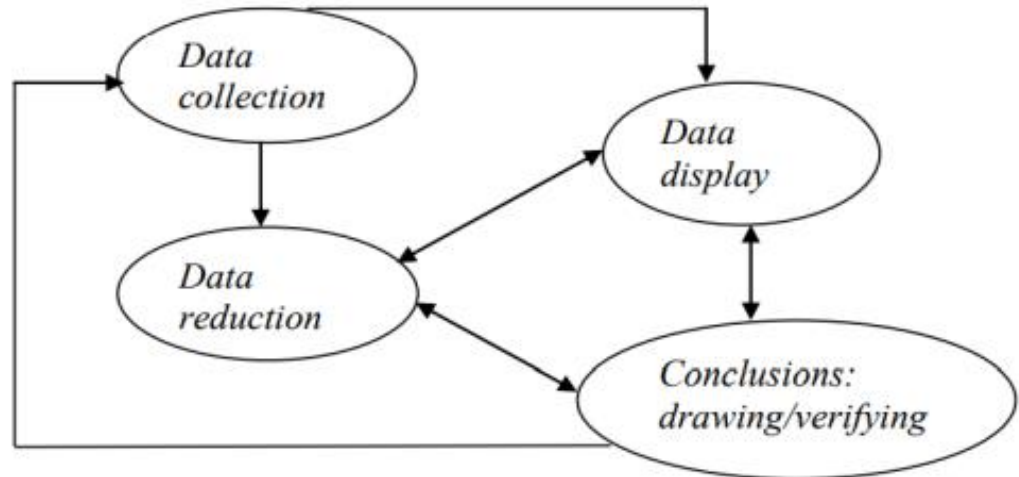 Data
collection
Data
display
Data
reduction
Conclusions:
drawing/verifying